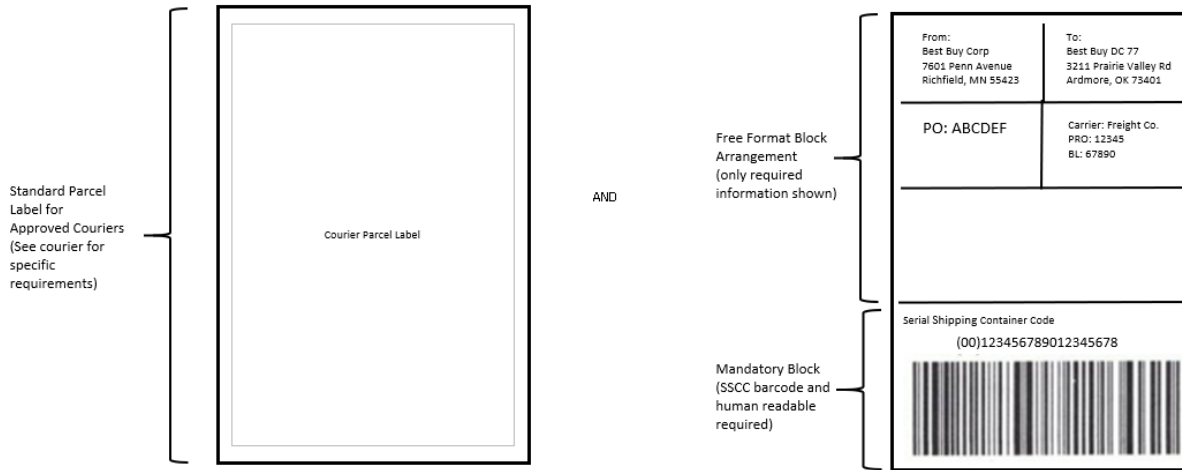 Standard Parcel
Label for
Approved Couriers
(See courier for
specific
requirements)
Courier Parcel Label
AND
Free Format Block
Arrangement
(only required
information shown)
From:
Best Buy Corp
7601 Penn Avenue
Richfield, MN 55423
To:
Best Buy DC 77
3211 Prairie Valley Rd
Ardmore, OK 73401
PO: ABCDEF
Carrier: Freight Co.
PRO: 12345
BL: 67890
Mandatory Block
(SSCC barcode and
human readable
required)
Serial Shipping Container Code
(00)123456789012345678